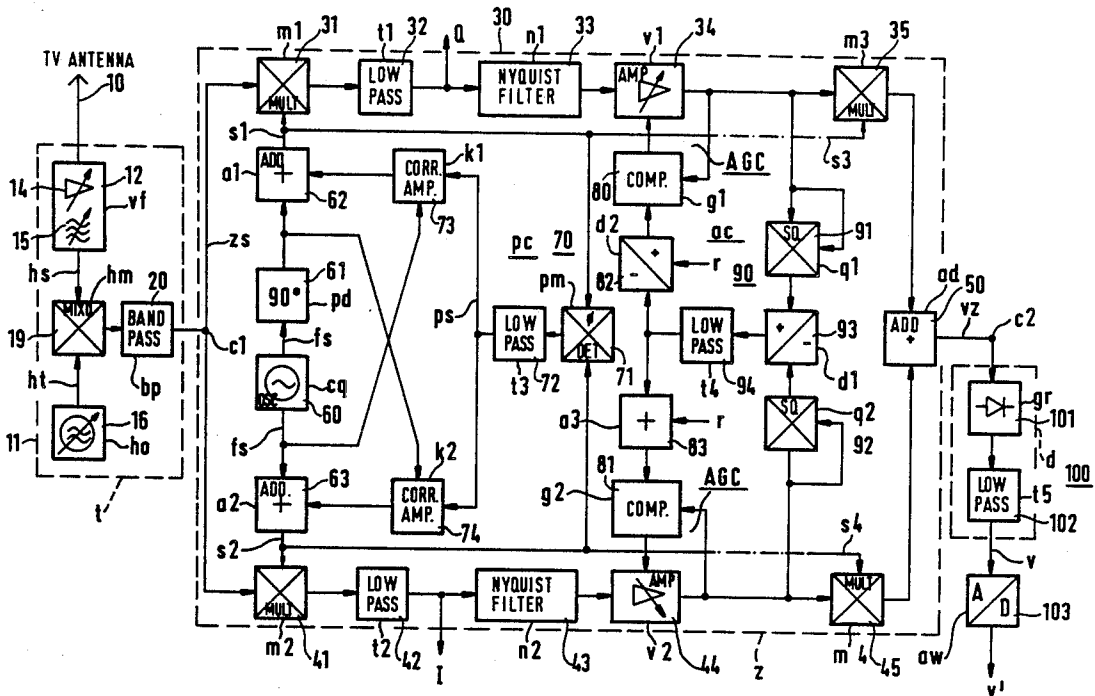 TV ANTENNA
10
11
14
12
vf
15
hs
hm
MIXER
19
ht
16
ho
t'
20
BAND
PASS
bp
zs
c1
m1
31
MULT
t1
32
LOW
PASS
Q
30
n1
33
NYQUIST
FILTER
v1
34
AMP
m3
35
MULT
s1
s3
ADD
+
a1
62
k1
CORR.
AMP.
73
80
COMP.
g1
AGC
61
90°
pd
fs
cq
OSC
60
fs
pc
70
ps
pm
DET
71
LOW
PASS
72
t3
d2
+
-
82
r
ac
90
SQ
91
q1
LOW
PASS
94
t4
+
-
93
d1
SQ
q2
92
a3
+
83
r
81
COMP.
g2
AGC
k2
CORR.
AMP.
74
ADD.
+
63
a2
s2
s4
MULT
m2
41
LOW
PASS
t2
42
I
NYQUIST
FILTER
n2
43
AMP
v2
44
MULT
m4
45
z
ad
50
ADD
+
vz
c2
gr
101
d
100
LOW
PASS
t5
102
v
A
D
103
aw
v'